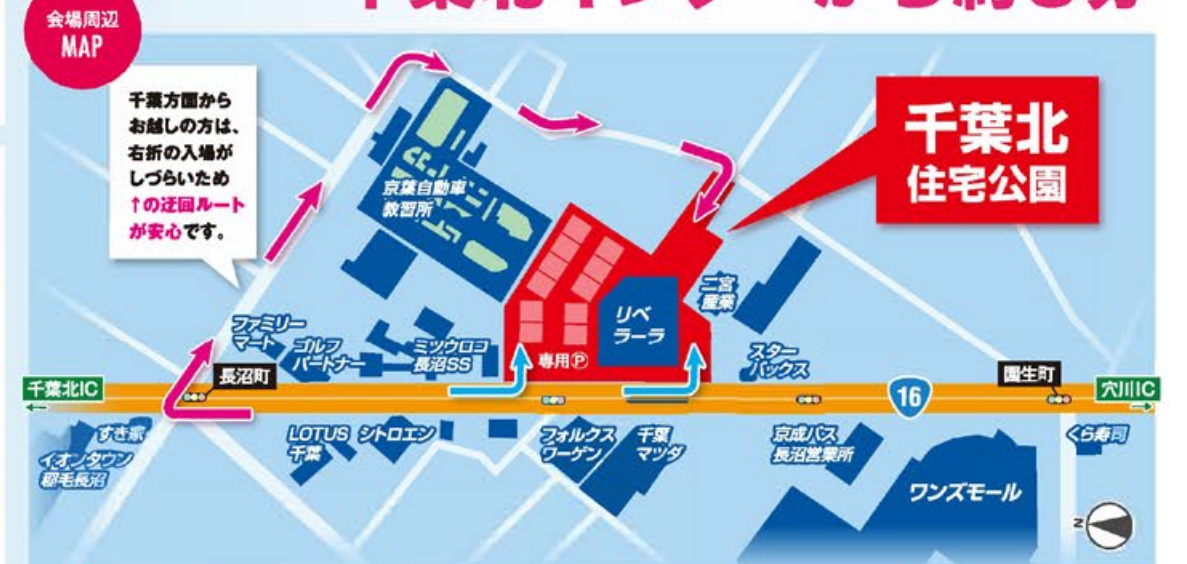 会場周辺
MAP
千葉方面から
お越しの方は、
右折の入場が
しづらいため
↑の迂回ルート
が安心です。
千葉北
住宅公園
京葉自動車
教習所
リベ
ラーラ
二宮
産業
ファミリー
マート
ゴルフ
パートナー
ミツウロコ
長沼SS
専用P
スター
バックス
長沼町
園生町
千葉北IC
←
16
穴川IC
→
すき家
イオンタウン
稲毛長沼
LOTUS
千葉
シトロエン
フォルクス
ワーゲン
千葉
マツダ
京成バス
長沼営業所
ワンズモール
くら寿司
N